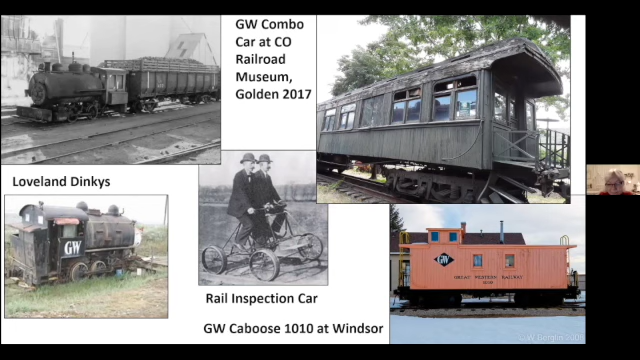 GW Combo
Car at CO
Railroad
Museum,
Golden 2017
Loveland Dinkys
GW
Rail Inspection Car
GW
GREAT WESTERN RAILWAY
1010
GW Caboose 1010 at Windsor